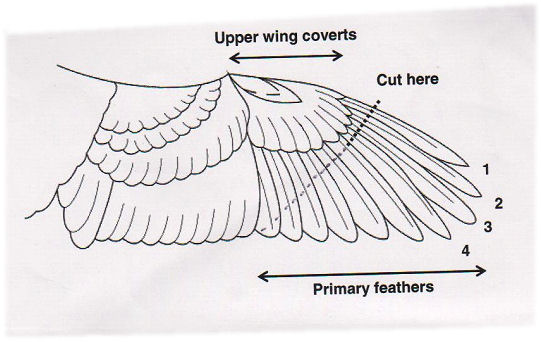 Upper wing coverts
Cut here
1
2
3
4
Primary feathers